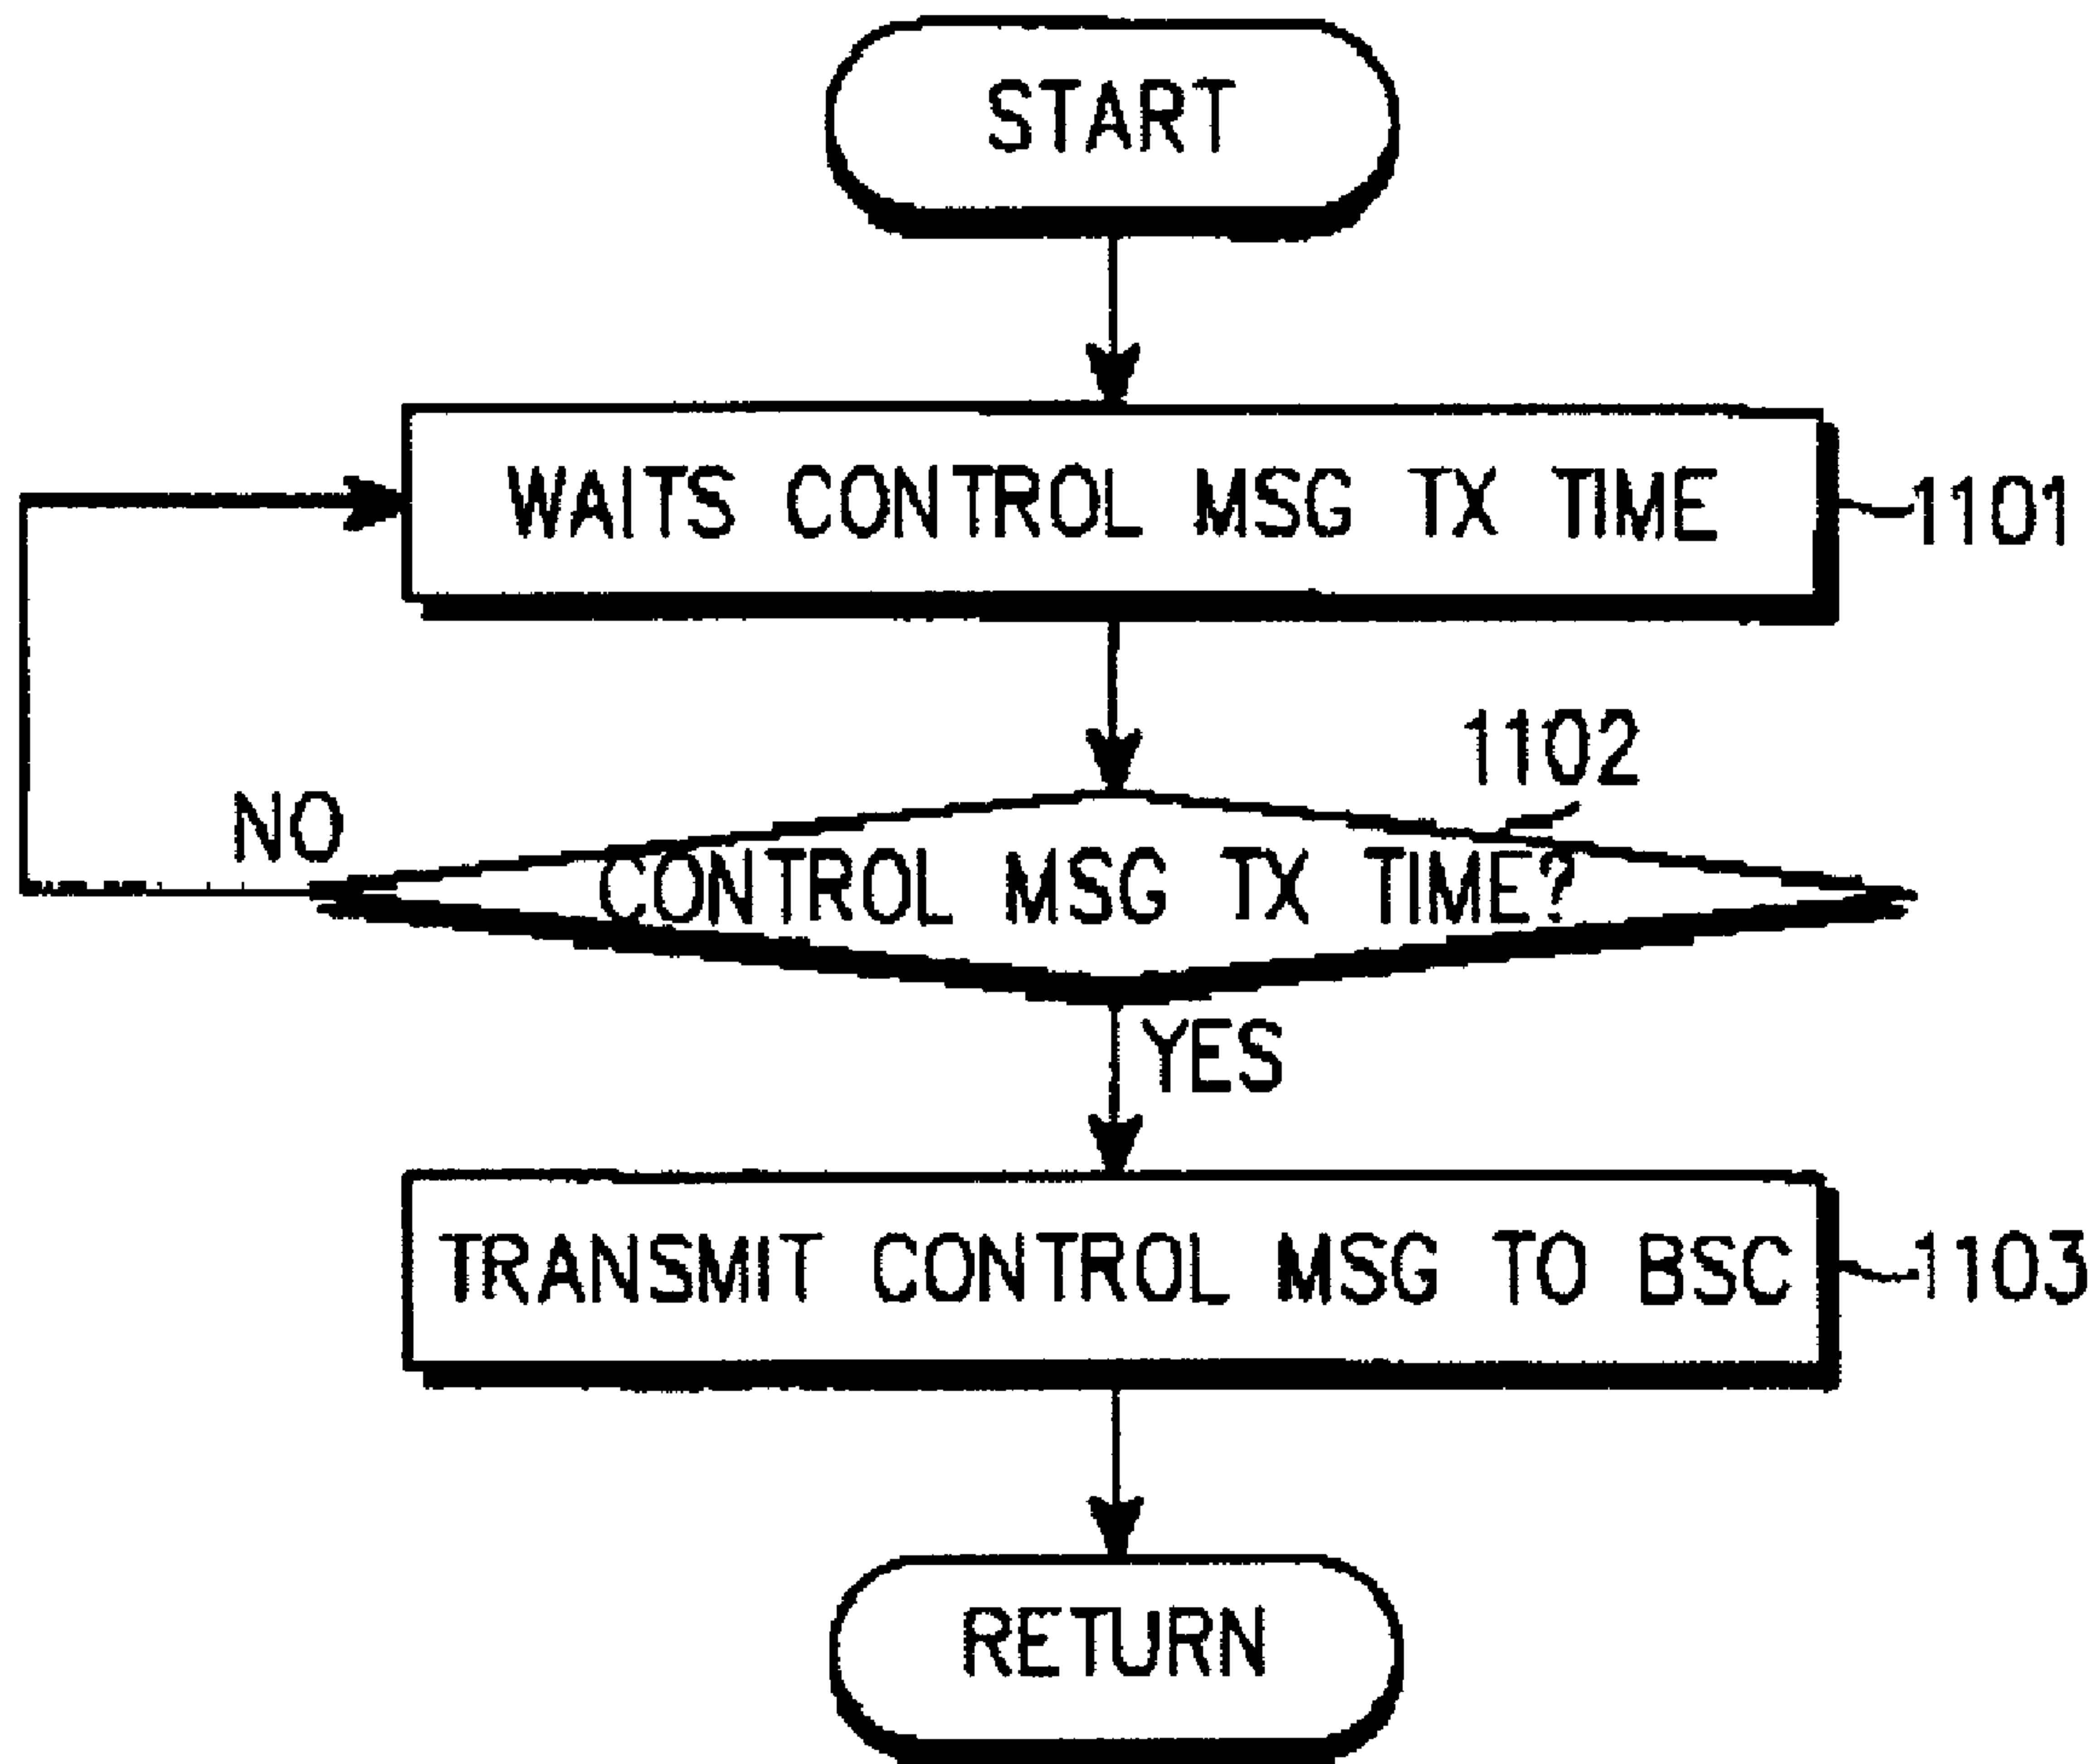 START
WAITS CONTROL MSG TX TIME
1101
1102
NO
CONTROL MSG TX TIME?
YES
TRANSMIT CONTROL MSG TO BSC
1103
RETURN